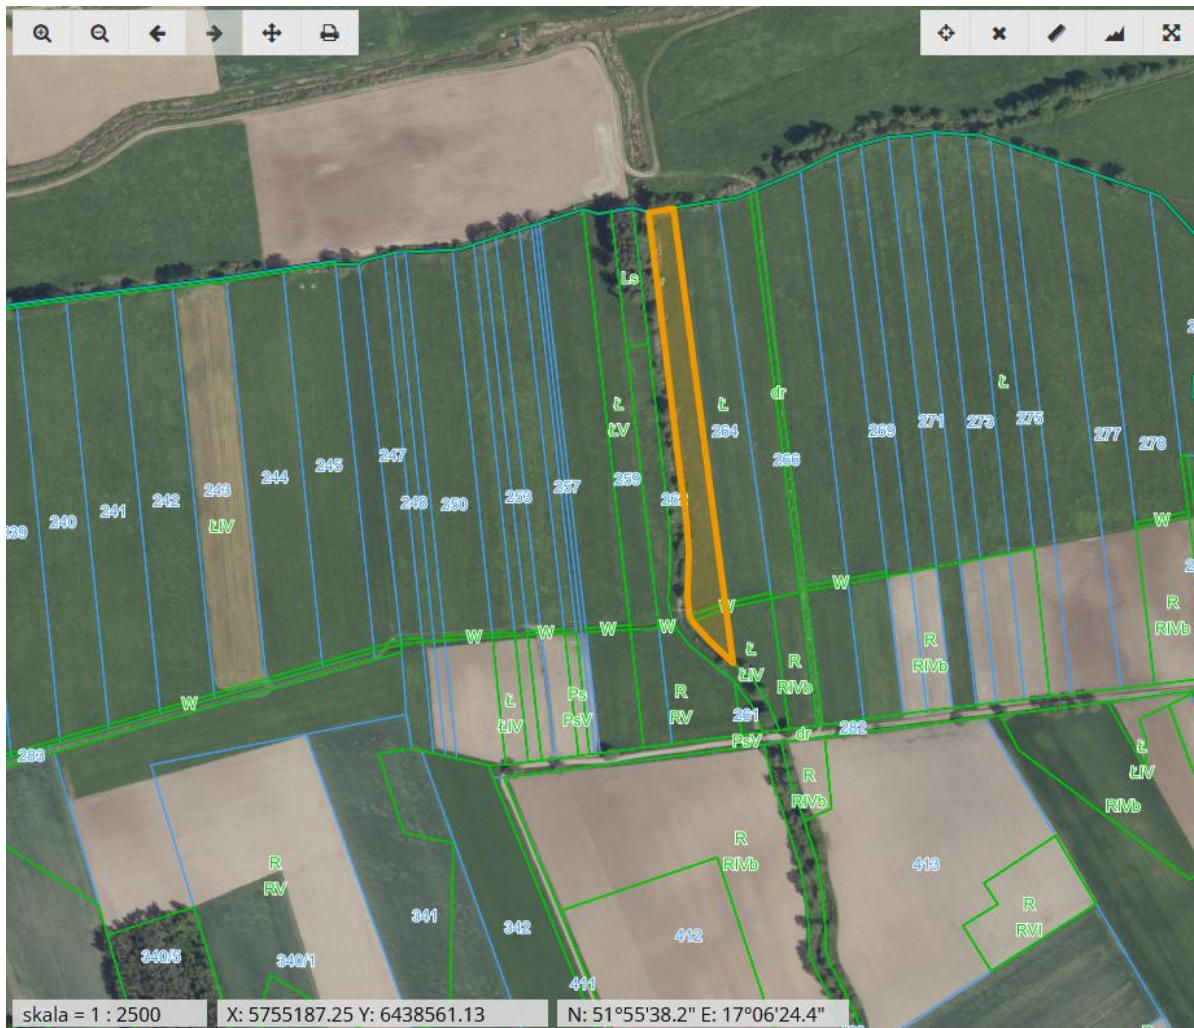 Ls
Ł
Ł
ŁV
Ł
dr
264
269
271
273
275
277
278
247
245
244
243
242
241
240
248
250
253
257
259
266
ŁIV
W
W
W
W
W
W
W
W
R
RIVb
R
RIVb
Ł
ŁIV
R
RIVb
Ps
PsV
Ł
ŁIV
R
RV
261
PsV
dr
282
283
R
RIVb
Ł
ŁIV
RIVb
R
RIVb
413
R
RV
341
342
412
R
RVI
340/5
340/1
411
skala = 1 : 2500
X: 5755187.25 Y: 6438561.13
N: 51°55'38.2" E: 17°06'24.4"